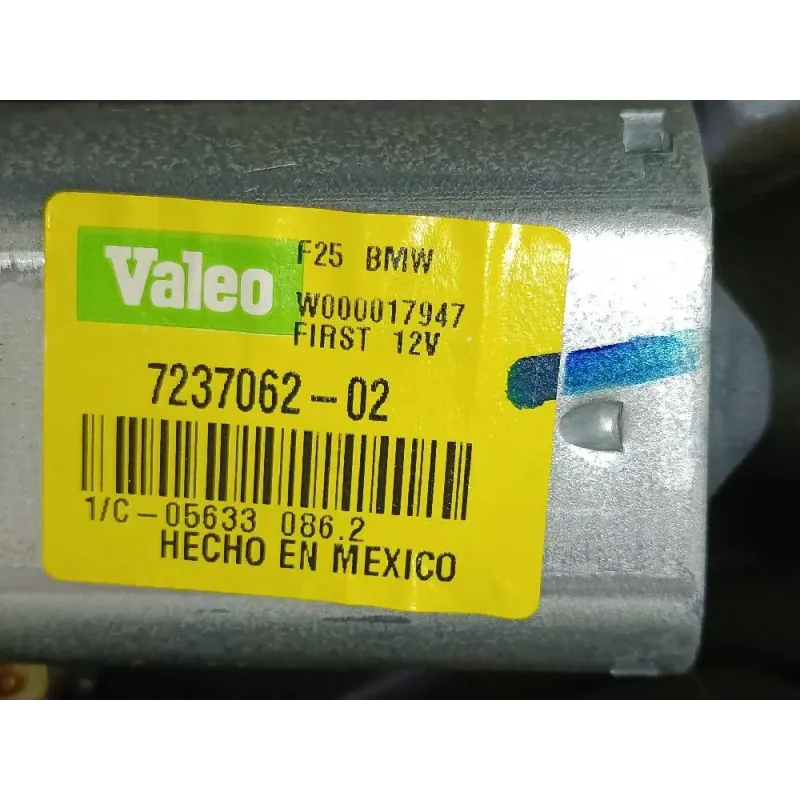 Valeo
F25 BMW
W000017947
FIRST 12V
7237062-02
1/C-05633 086.2
HECHO EN MEXICO